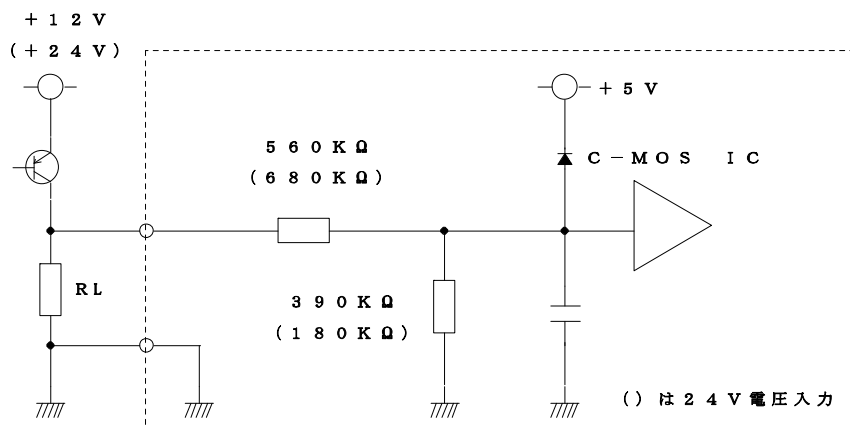 ＋１２Ｖ
（＋２４Ｖ）
＋５Ｖ
５６０ＫΩ
（６８０ＫΩ）
Ｃ－ＭＯＳ　ＩＣ
ＲＬ
３９０ＫΩ
（１８０ＫΩ）
（）は２４Ｖ電圧入力